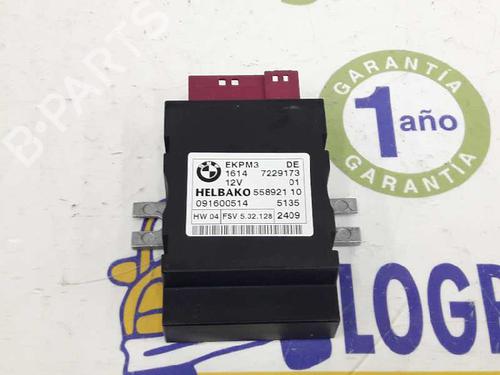 B-PARTS
EKPM3 DE
1614 7229173
12V 01
HELBAKO 558921 10
091600514 5135
HW 04 FSV 5.32.128 2409
GARANTIA
1 año
GARANTIA
LOGR